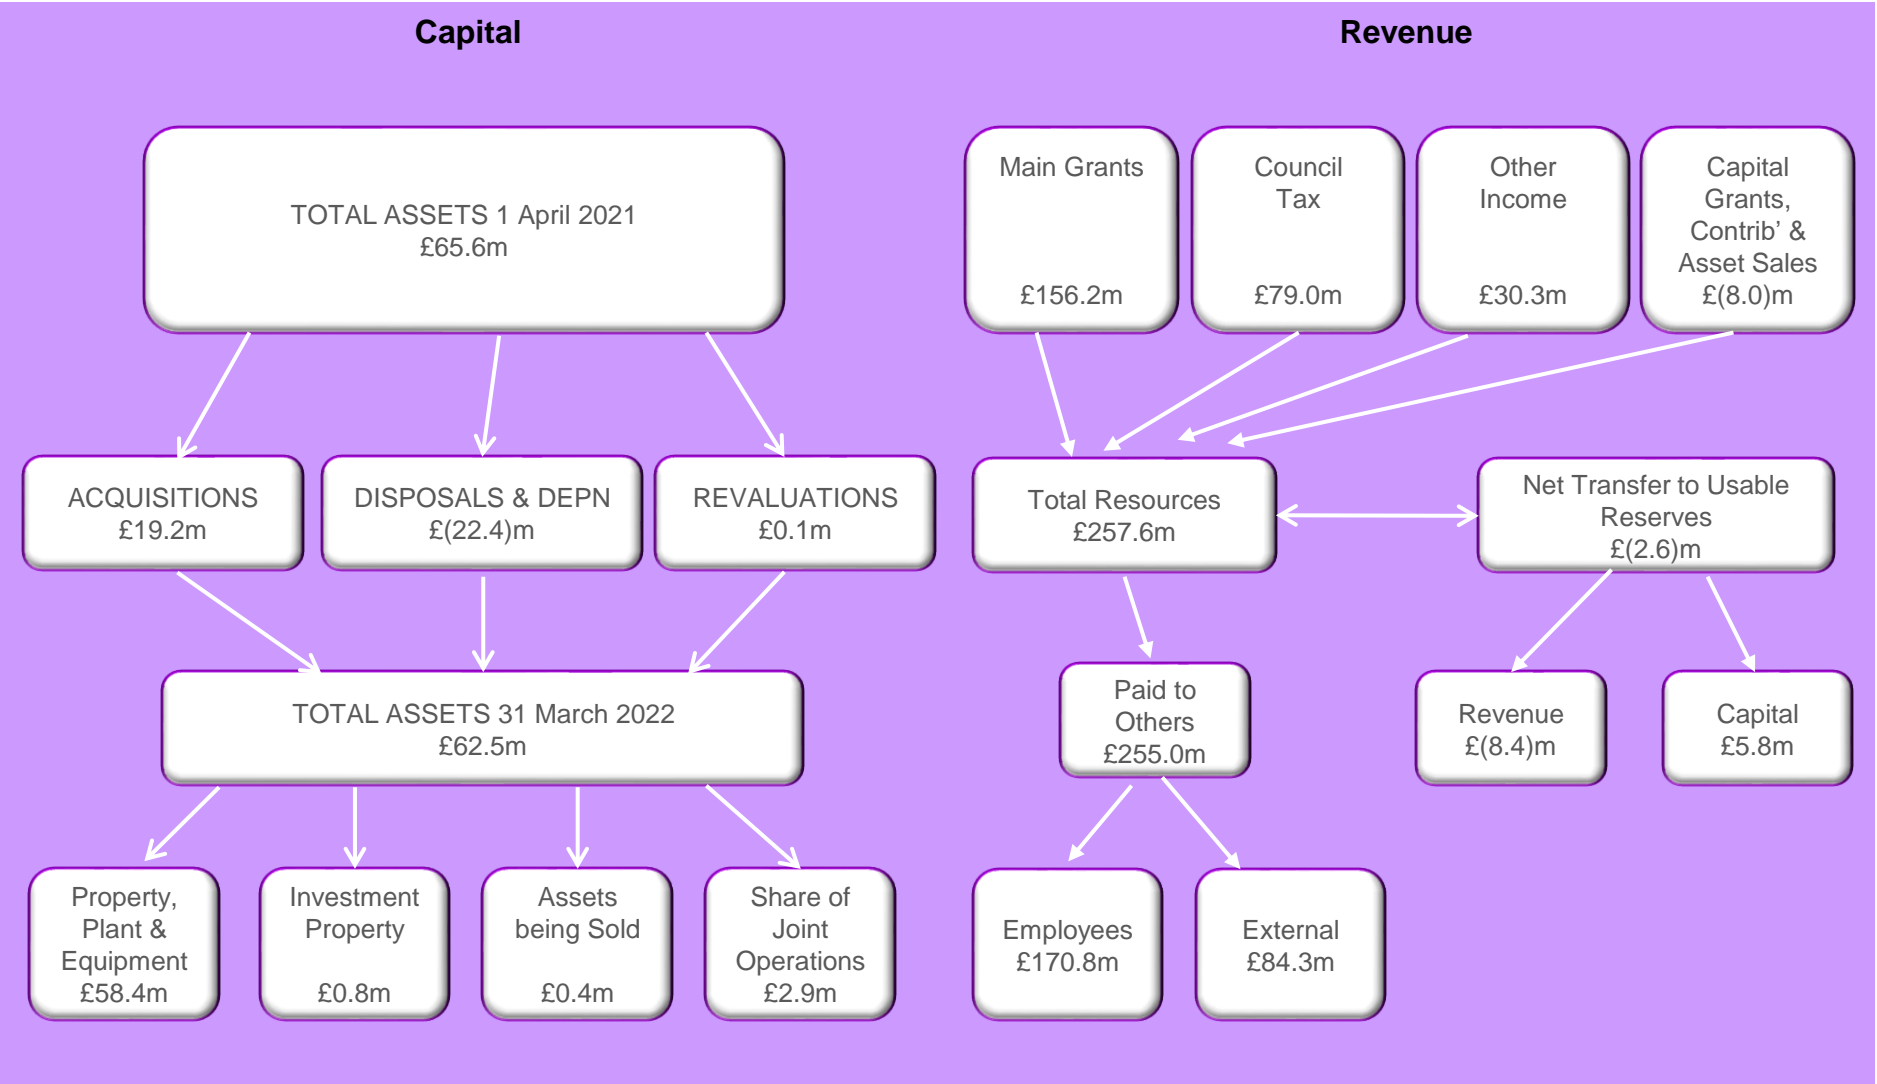 Capital
Revenue
TOTAL ASSETS 1 April 2021
£65.6m
Main Grants
£156.2m
Council
Tax
£79.0m
Other
Income
£30.3m
Capital
Grants,
Contrib’ &
Asset Sales
£(8.0)m
ACQUISITIONS
£19.2m
DISPOSALS & DEPN
£(22.4)m
REVALUATIONS
£0.1m
Total Resources
£257.6m
Net Transfer to Usable
Reserves
£(2.6)m
TOTAL ASSETS 31 March 2022
£62.5m
Paid to
Others
£255.0m
Revenue
£(8.4)m
Capital
£5.8m
Property,
Plant &
Equipment
£58.4m
Investment
Property
£0.8m
Assets
being Sold
£0.4m
Share of
Joint
Operations
£2.9m
Employees
£170.8m
External
£84.3m